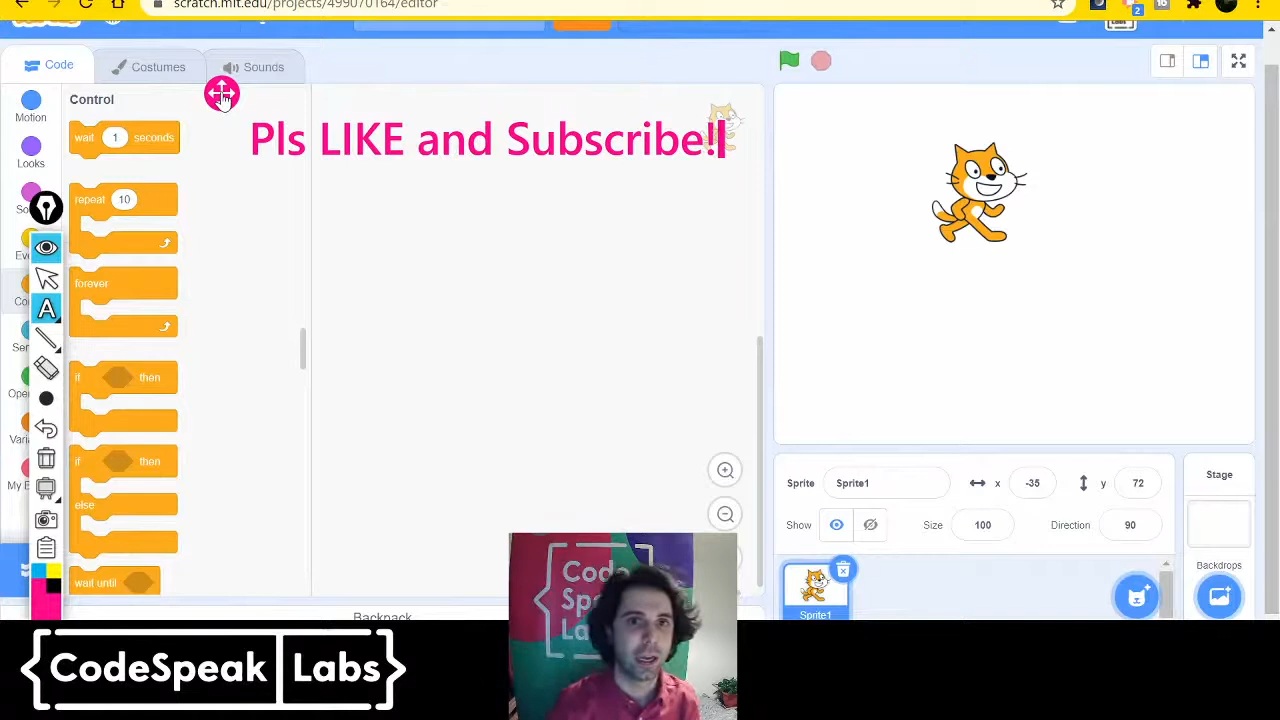 scratch.mit.edu/projects/499070164/editor
Code
Costumes
Sounds
Motion
Looks
Control
wait 1 seconds
repeat 10
forever
if then
if then
else
wait until
Pls LIKE and Subscribe!
Backpack
Sprite Sprite1 x -35 y 72
Show Size 100 Direction 90
Sprite1
Stage
Backdrops
{CodeSpeak|Labs}